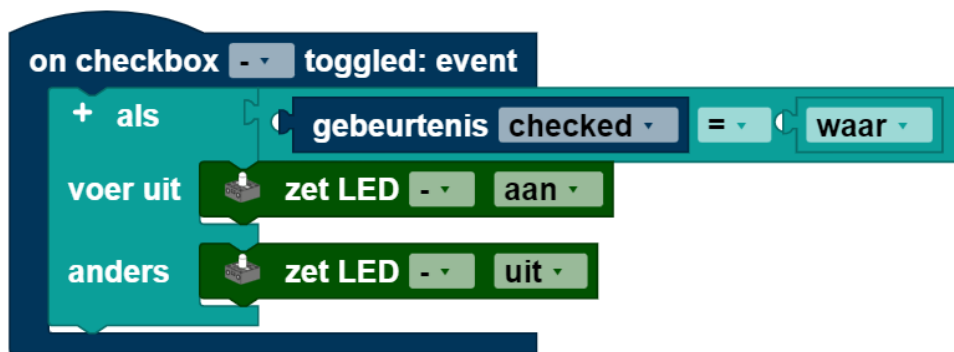 on checkbox - toggled: event
+ als gebeurtenis checked = waar
voer uit zet LED - aan
anders zet LED - uit